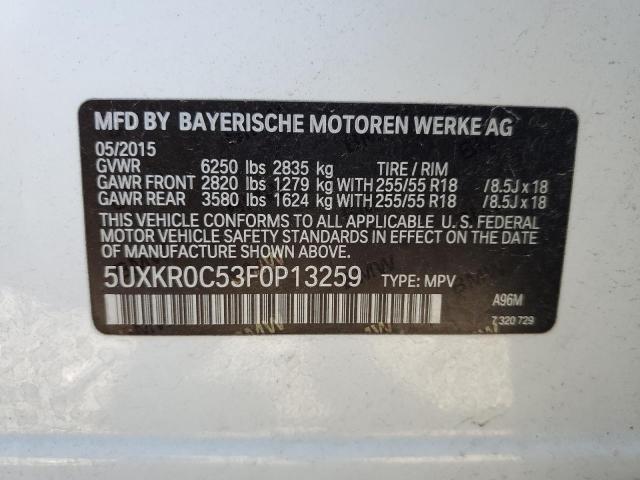 MFD BY BAYERISCHE MOTOREN WERKE AG
05/2015
GVWR 6250 lbs 2835 kg TIRE / RIM
GAWR FRONT 2820 lbs 1279 kg WITH 255/55 R18 /8.5J x 18
GAWR REAR 3580 lbs 1624 kg WITH 255/55 R18 /8.5J x 18
THIS VEHICLE CONFORMS TO ALL APPLICABLE U. S. FEDERAL
MOTOR VEHICLE SAFETY STANDARDS IN EFFECT ON THE DATE
OF MANUFACTURE SHOWN ABOVE.
5UXKR0C53F0P13259 TYPE: MPV
A96M
7 320 729